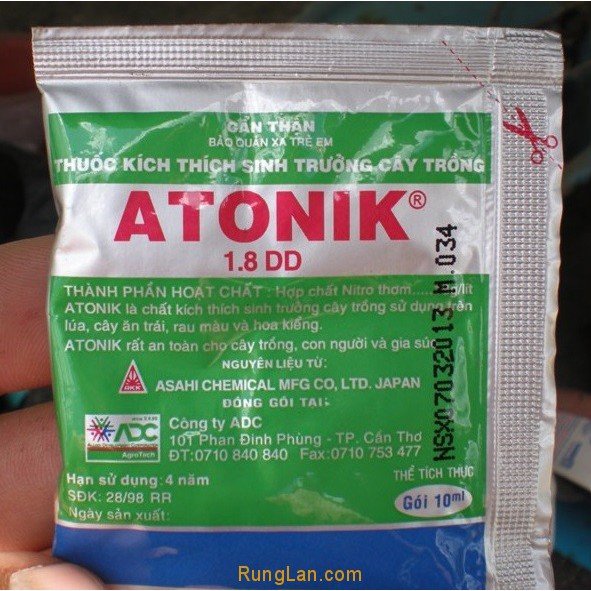 CẨN THẬN
BẢO QUẢN XA TRẺ EM
THUỐC KÍCH THÍCH SINH TRƯỞNG CÂY TRỒNG
ATONIK®
1.8 DD
THÀNH PHẦN HOẠT CHẤT : Hợp chất Nitro thơm..... g/lít
ATONIK là chất kích thích sinh trưởng cây trồng sử dụng trên
lúa, cây ăn trái, rau màu và hoa kiểng.
ATONIK rất an toàn cho cây trồng, con người và gia súc
NGUYÊN LIỆU TỪ:
ASAHI CHEMICAL MFG CO, LTD. JAPAN
ĐÓNG GÓI TẠI:
ADC
AgroTech
Công ty ADC
101 Phan Đình Phùng - TP. Cần Thơ
ĐT:0710 840 840 Fax:0710 753 477
Hạn sử dụng:4 năm
SĐK: 28/98 RR
Ngày sản xuất:
THỂ TÍCH THỰC
Gói 10ml
NSX07032013.M.034
RungLan.com